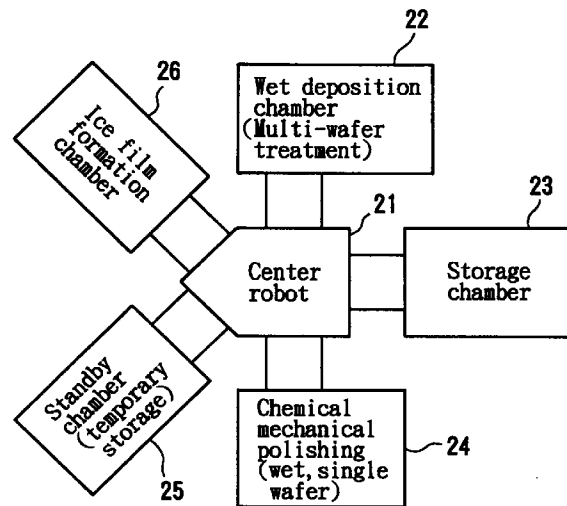 22
Wet deposition
chamber
(Multi-wafer
treatment)
26
Ice film
formation
chamber
21
Center
robot
23
Storage
chamber
Standby
chamber
(temporary
storage)
25
Chemical
mechanical
polishing
(wet, single
wafer)
24